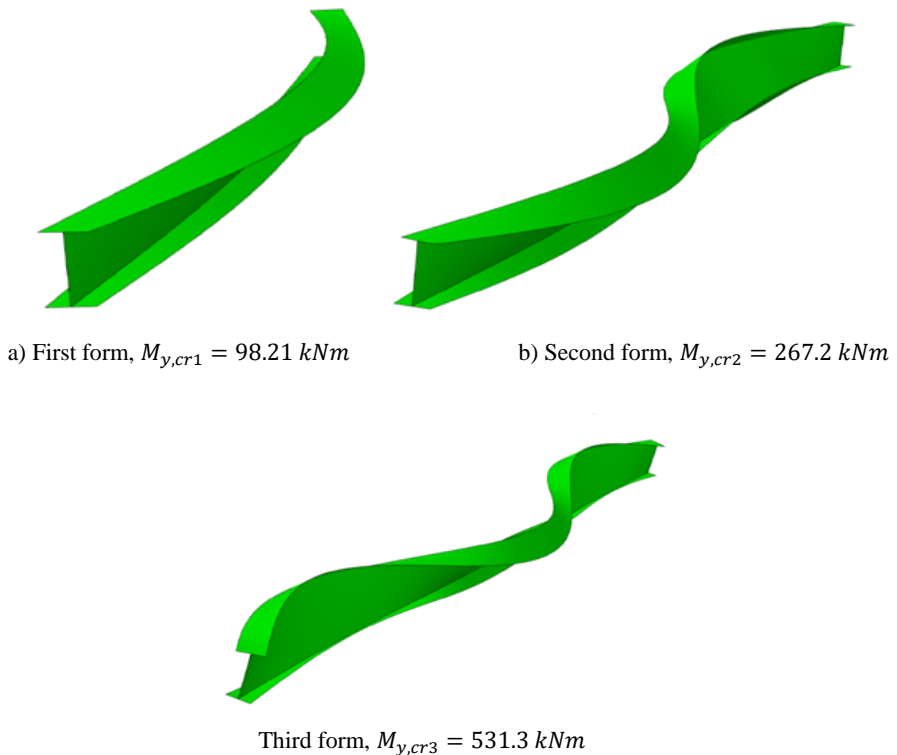 a) First form, $M_{y,cr1} = 98.21 \, kNm$
b) Second form, $M_{y,cr2} = 267.2 \, kNm$
Third form, $M_{y,cr3} = 531.3 \, kNm$